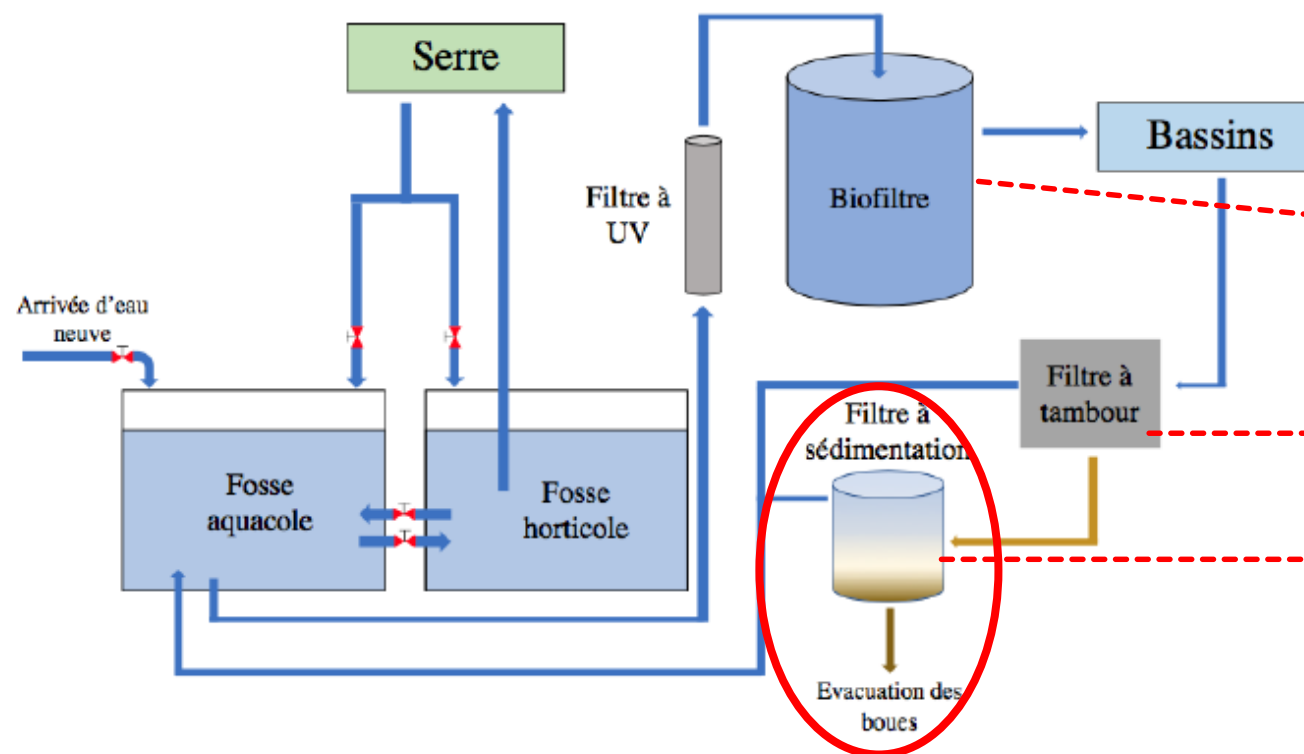 Serre
Filtre à
UV
Biofiltre
Bassins
Arrivée d'eau
neuve
Filtre à
tambour
Filtre à
sédimentation
Fosse
aquacole
Fosse
horticole
Evacuation des
boues